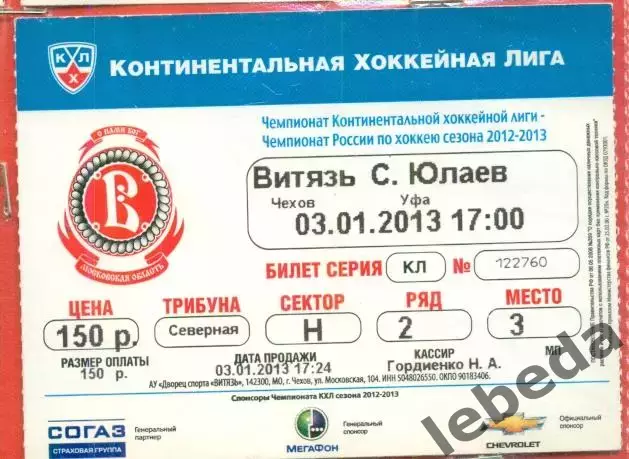 КХЛ
КОНТИНЕНТАЛЬНАЯ ХОККЕЙНАЯ ЛИГА
Чемпионат Континентальной хоккейной лиги -
Чемпионат России по хоккею сезона 2012-2013
С НАМИ БОГ
В
МОСКОВСКАЯ ОБЛАСТЬ
Витязь С. Юлаев
Чехов Уфа
03.01.2013 17:00
БИЛЕТ СЕРИЯ КЛ № 122760
ЦЕНА ТРИБУНА СЕКТОР РЯД МЕСТО
150 р. Северная Н 2 3
РАЗМЕР ОПЛАТЫ ДАТА ПРОДАЖИ КАССИР МП
150 р. 03.01.2013 17:24 Гордиенко Н. А.
АУ «Дворец спорта «ВИТЯЗЬ», 142300, МО, г. Чехов, ул. Московская, 104. ИНН 5048026550. ОКПО 90183406.
Спонсоры Чемпионата КХЛ сезона 2012-2013
СОГАЗ
СТРАХОВАЯ ГРУППА
Генеральный партнер
МЕГАФОН
Генеральный спонсор
CHEVROLET
Официальный спонсор
lebeda